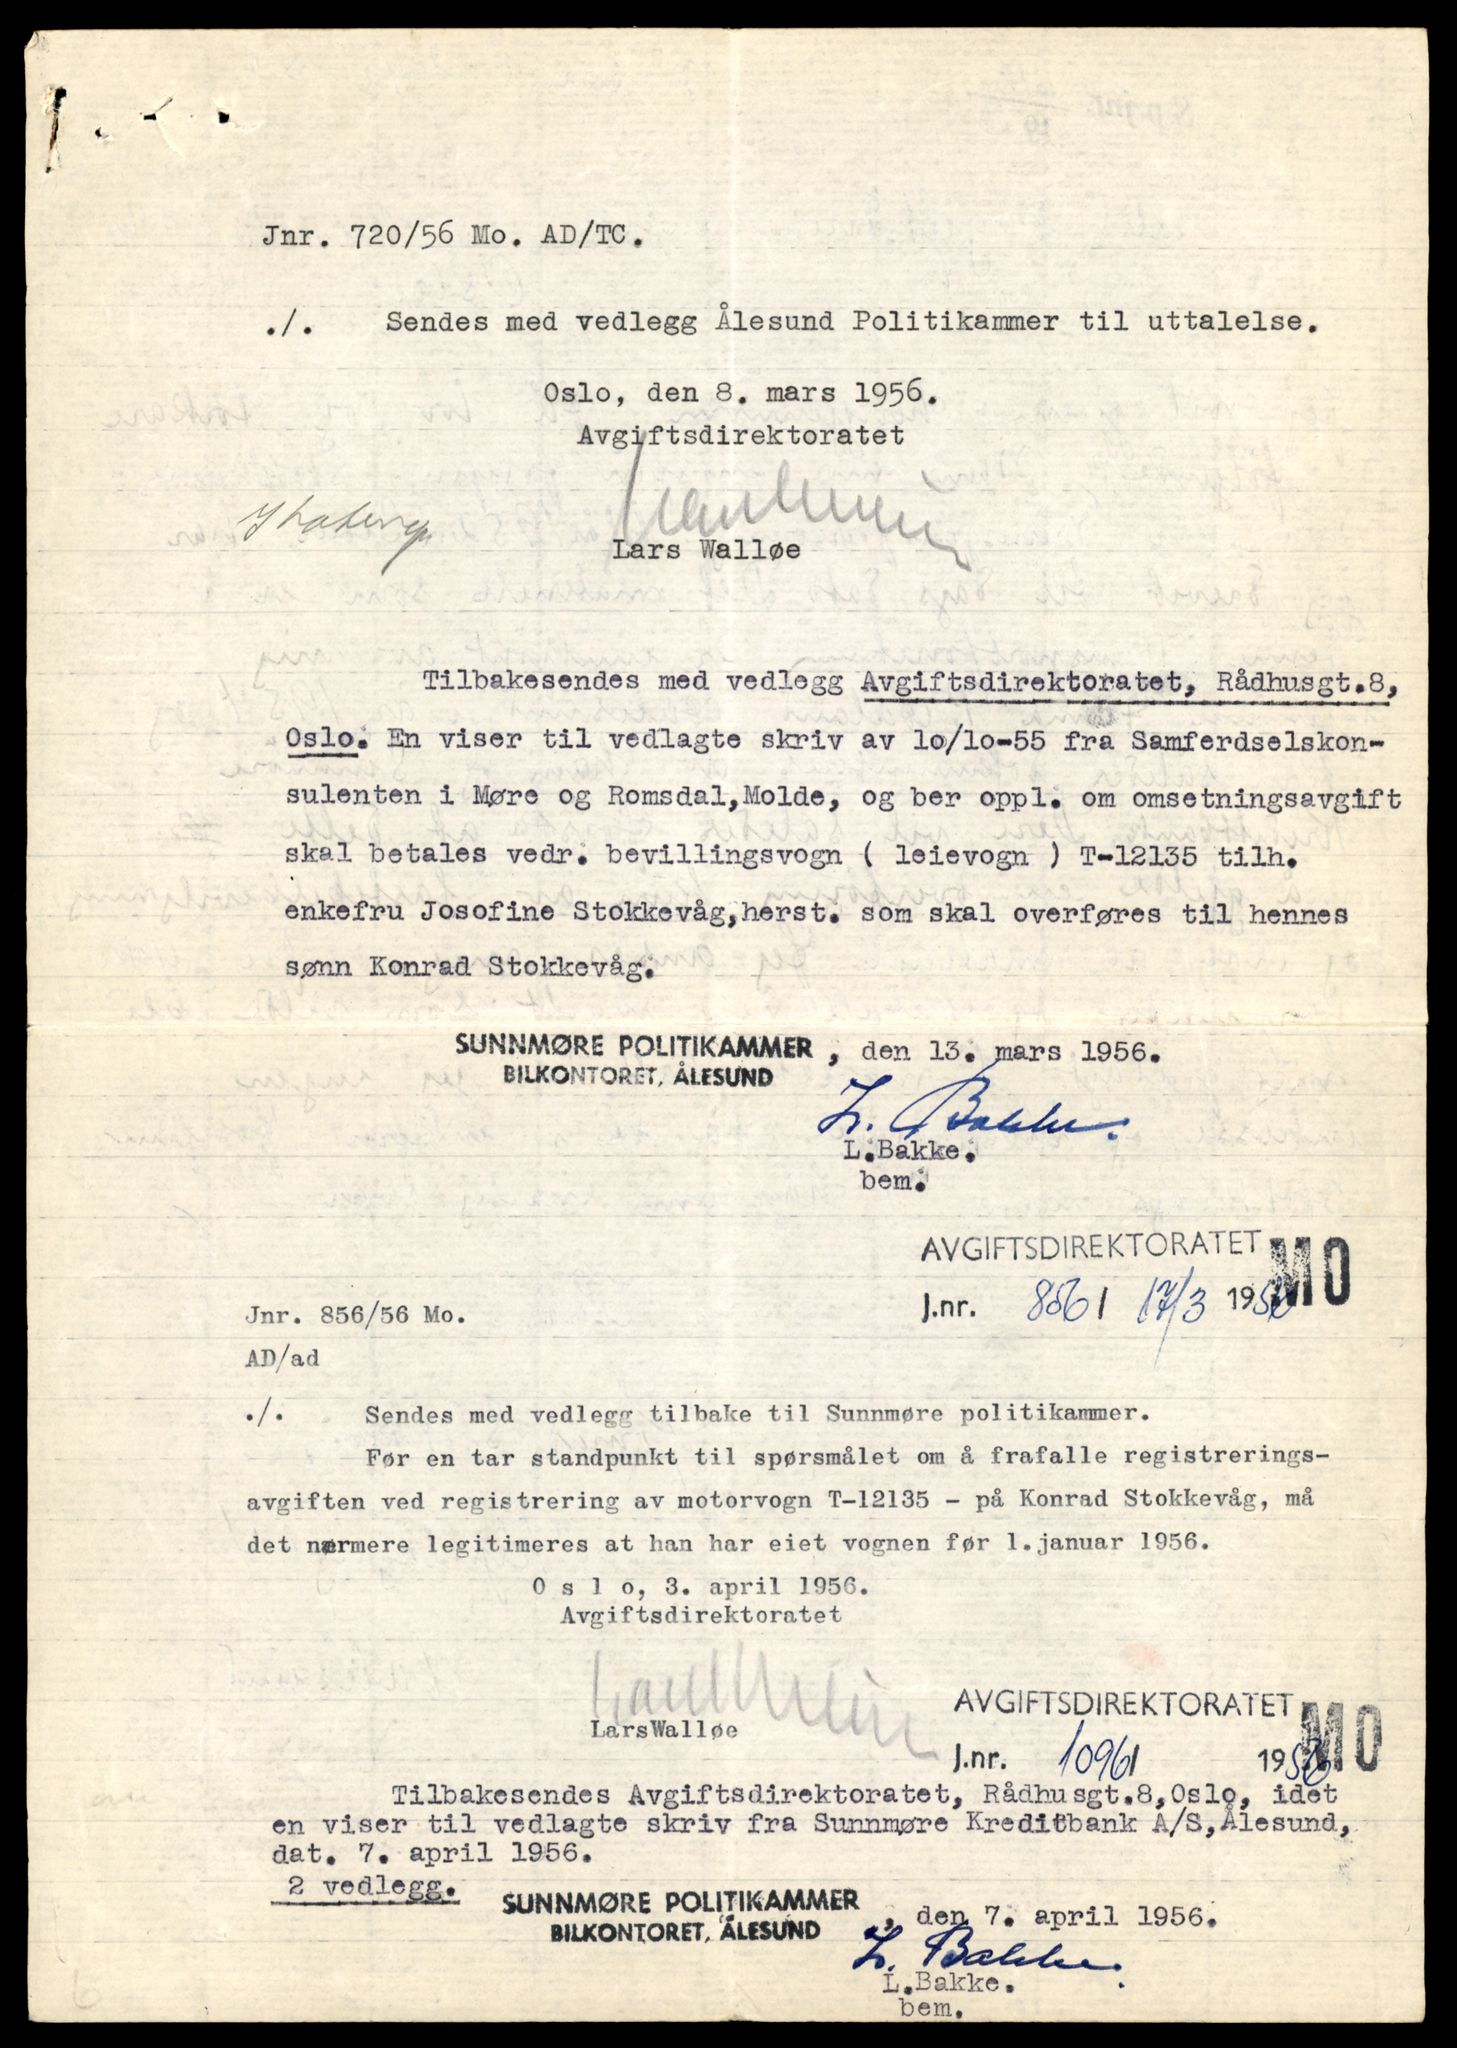 Jnr. 720/56 Mo. AD/TC.
./. Sendes med vedlegg Ålesund Politikammer til uttalelse.
Oslo, den 8. mars 1956.
Avgiftsdirektoratet
Lars Walløe
Tilbakesendes med vedlegg Avgiftsdirektoratet, Rådhusgt.8,
Oslo. En viser til vedlagte skriv av lo/lo-55 fra Samferdselskon-
sulenten i Møre og Romsdal,Molde, og ber oppl. om omsetningsavgift
skal betales vedr. bevillingsvogn ( leievogn ) T-12135 tilh.
enkefru Josofine Stokkevåg,herst. som skal overføres til hennes
sønn Konrad Stokkevåg.
SUNNMØRE POLITIKAMMER , den 13. mars 1956.
BILKONTORET, ÅLESUND
L. Bakke.
L.Bakke.
bem.
AVGIFTSDIREKTORATET MO
J.nr. 856 / 17/3 1956
Jnr. 856/56 Mo.
AD/ad
./. Sendes med vedlegg tilbake til Sunnmøre politikammer.
Før en tar standpunkt til spørsmålet om å frafalle registrerings-
avgiften ved registrering av motorvogn T-12135 - på Konrad Stokkevåg, må
det nærmere legitimeres at han har eiet vognen før 1.januar 1956.
O s l o, 3. april 1956.
Avgiftsdirektoratet
LarsWalløe
AVGIFTSDIREKTORATET MO
J.nr. 1096 / 1956
Tilbakesendes Avgiftsdirektoratet, Rådhusgt.8,Oslo, idet
en viser til vedlagte skriv fra Sunnmøre Kreditbank A/S,Ålesund,
dat. 7. april 1956.
2 vedlegg.
SUNNMØRE POLITIKAMMER , den 7. april 1956.
BILKONTORET, ÅLESUND
L. Bakke.
L.Bakke.
bem.